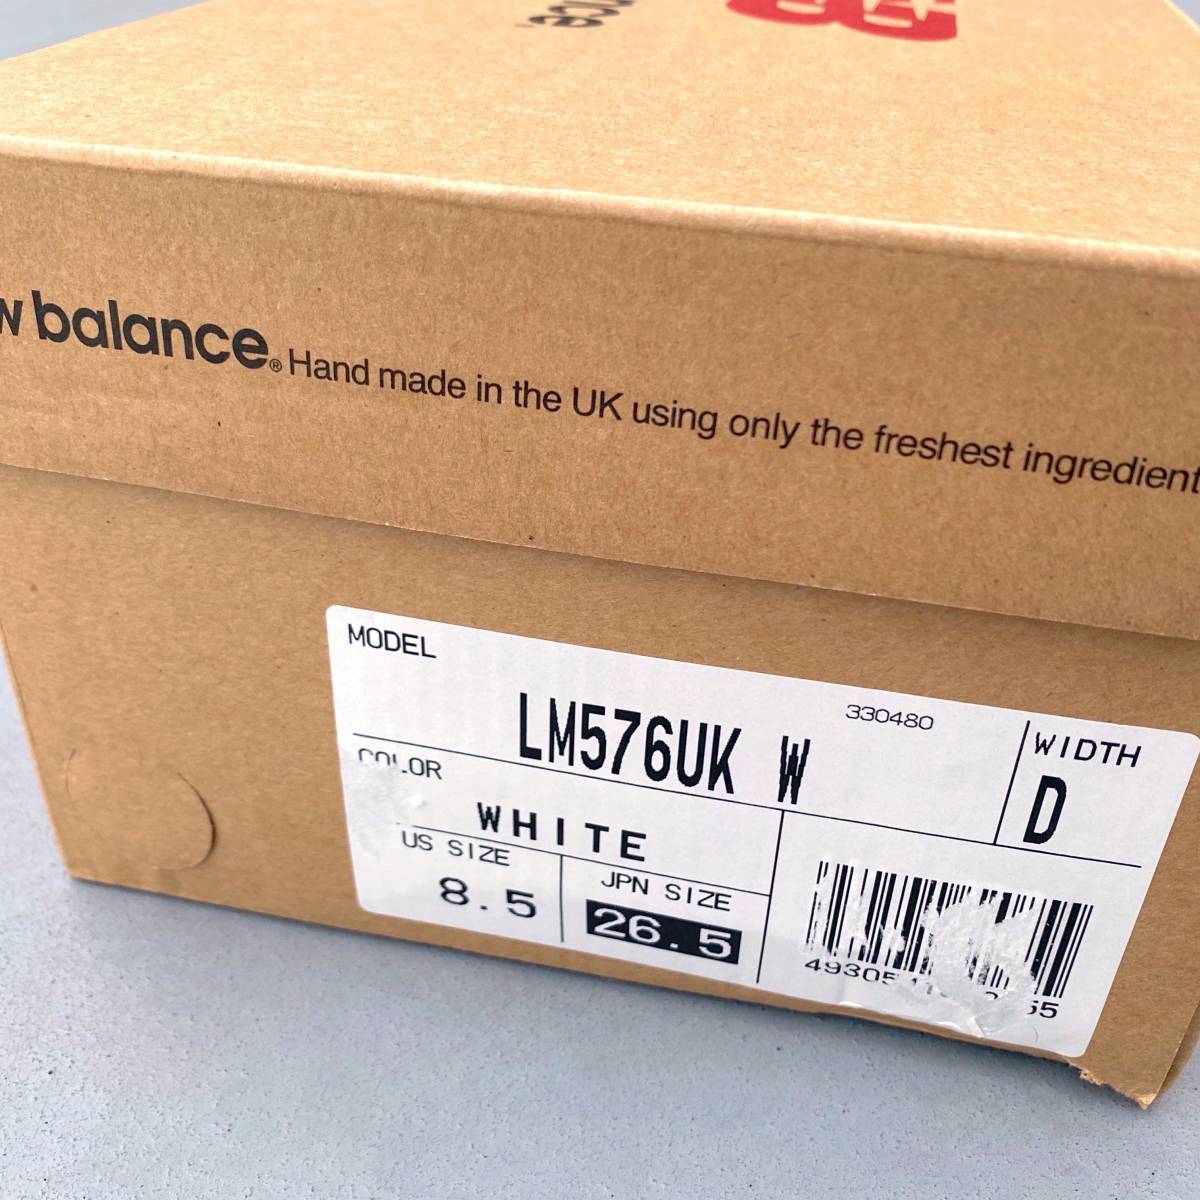 balance. Hand made in the UK using only the freshest
MODEL
LM576UK W
330480
WIDTH
D
COLOR
WHITE
US SIZE
8.5
JPN SIZE
26.5